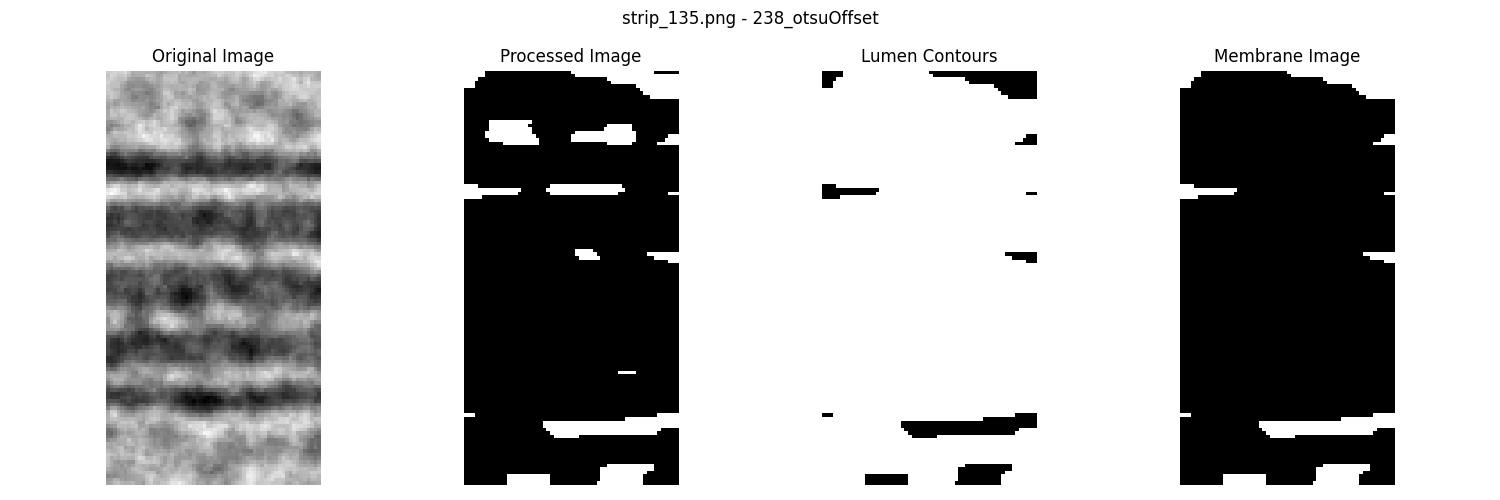 strip_135.png - 238_otsuOffset
Original Image
Processed Image
Lumen Contours
Membrane Image